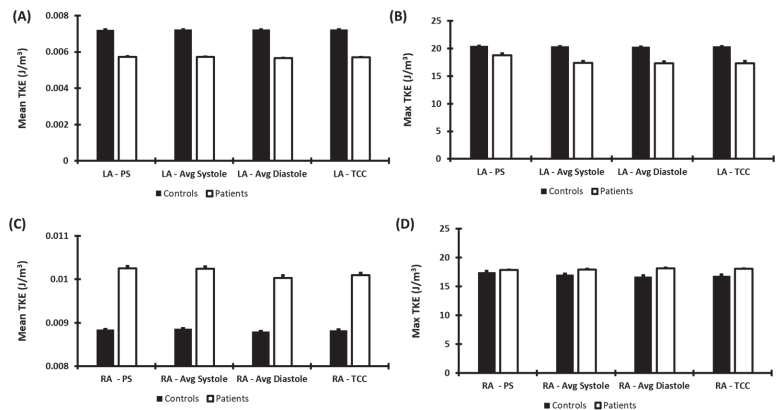 (A)
Mean TKE (J/m³)
0.008
0.006
0.004
0.002
0
LA - PS LA - Avg Systole LA - Avg Diastole LA - TCC
Controls Patients
(B)
Max TKE (J/m³)
25
20
15
10
5
0
LA - PS LA - Avg Systole LA - Avg Diastole LA - TCC
Controls Patients
(C)
Mean TKE (J/m³)
0.011
0.01
0.009
0.008
RA - PS RA - Avg Systole RA - Avg Diastole RA - TCC
Controls Patients
(D)
Max TKE (J/m³)
25
20
15
10
5
0
RA - PS RA - Avg Systole RA - Avg Diastole RA - TCC
Controls Patients